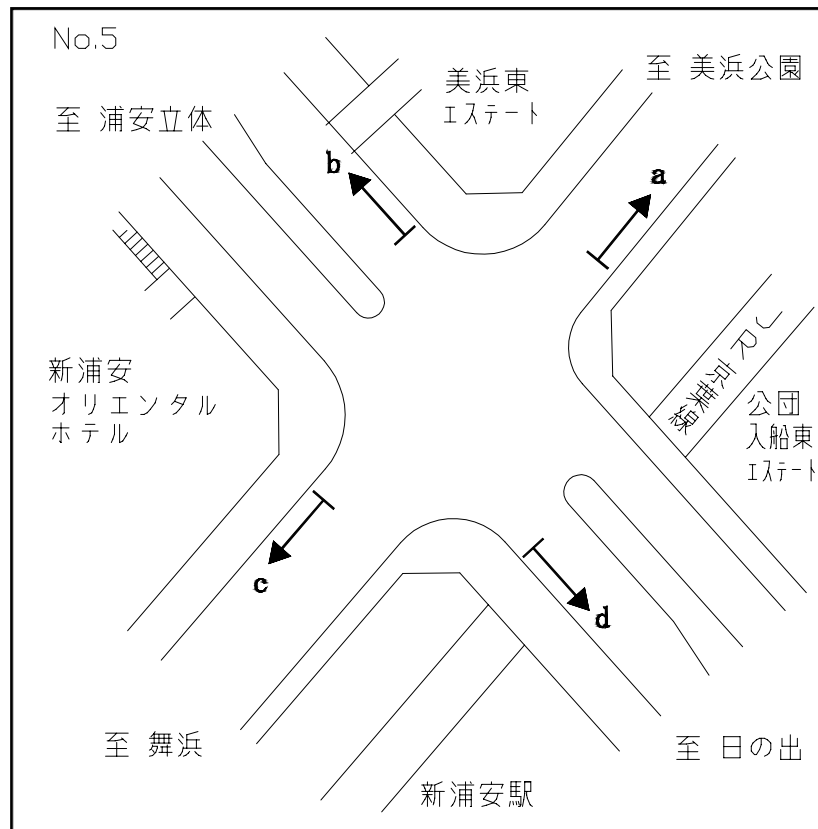 No.5
至 美浜公園
美浜東
エステート
至 浦安立体
b
a
JR京葉線
新浦安
オリエンタル
ホテル
公団
入船東
エステート
c
d
至 舞浜
至 日の出
新浦安駅